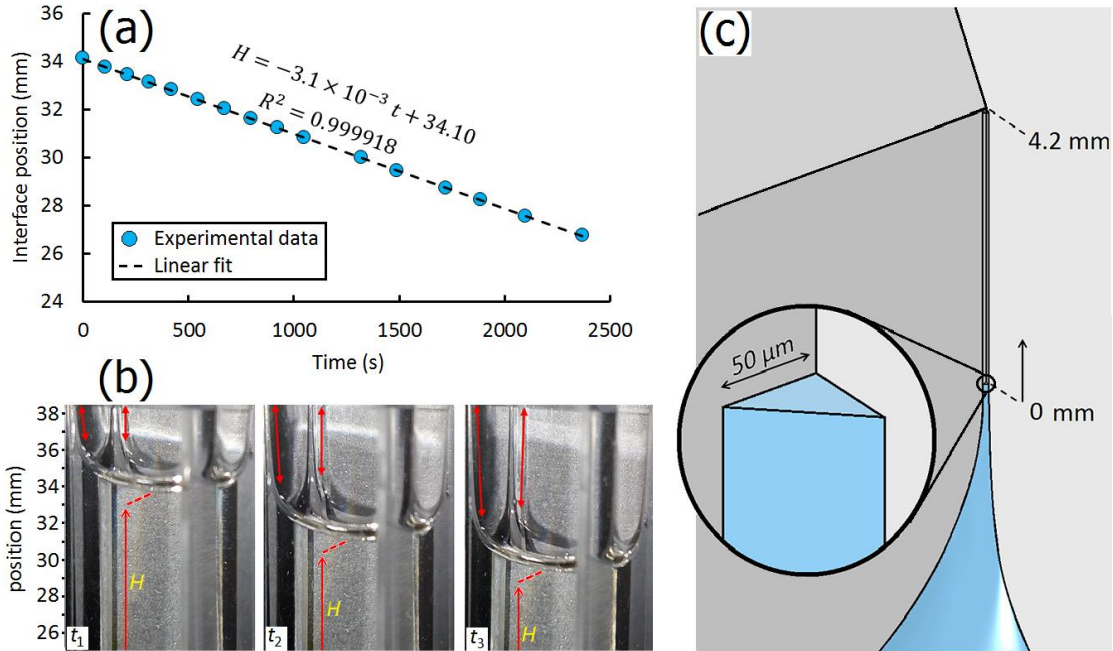 (a)
36
34
32
30
28
26
24
Interface position (mm)
H = −3.1 × 10⁻³ t + 34.10
R² = 0.999918
Experimental data
Linear fit
0 500 1000 1500 2000 2500
Time (s)
(b)
38
36
34
32
30
28
26
position (mm)
H
t₁
H
t₂
H
t₃
(c)
4.2 mm
50 μm
0 mm